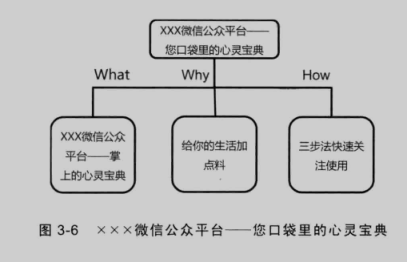 XXX微信公众平台——
您口袋里的心灵宝典
What
Why
How
XXX微信公众
平台——掌
上的心灵宝典
给你的生活加
点料
三步法快速关
注使用
图 3-6 ×××微信公众平台——您口袋里的心灵宝典